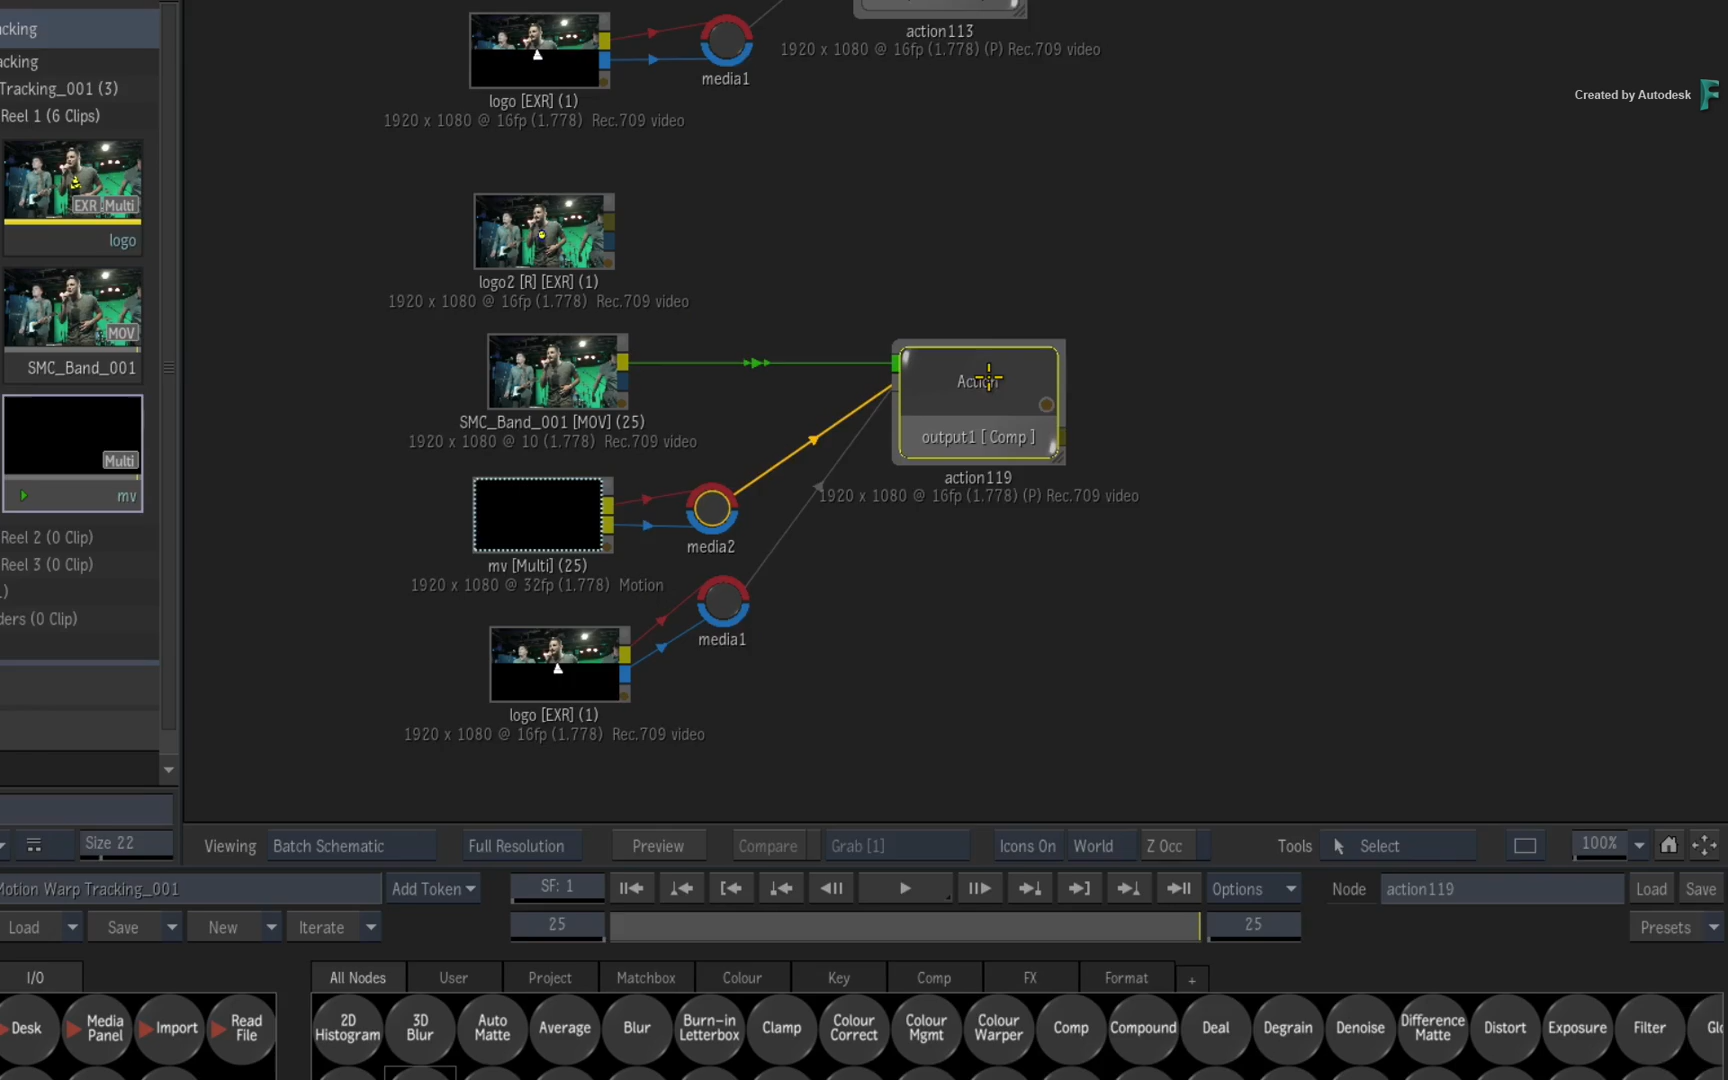 cking
acking
Tracking_001 (3)
Reel 1 (6 Clips)
EXR Multi
logo
MOV
SMC_Band_001
Multi
mv
Reel 2 (0 Clip)
Reel 3 (0 Clip)
ders (0 Clip)
Size 22
action113
1920 x 1080 @ 16fp (1.778) (P) Rec.709 video
media1
logo [EXR] (1)
1920 x 1080 @ 16fp (1.778) Rec.709 video
Created by Autodesk
logo2 [R] [EXR] (1)
1920 x 1080 @ 16fp (1.778) Rec.709 video
SMC_Band_001 [MOV] (25)
1920 x 1080 @ 10 (1.778) Rec.709 video
Action
output1 [ Comp ]
action119
1920 x 1080 @ 16fp (1.778) (P) Rec.709 video
media2
mv [Multi] (25)
1920 x 1080 @ 32fp (1.778) Motion
media1
logo [EXR] (1)
1920 x 1080 @ 16fp (1.778) Rec.709 video
Viewing Batch Schematic Full Resolution Preview Compare Grab [1] Icons On World Z Occ Tools Select 100%
Motion Warp Tracking_001 Add Token SF: 1 Options Node action119 Load Save
Load Save New Iterate 25 25 Presets
I/O All Nodes User Project Matchbox Colour Key Comp FX Format +
Desk
Media Panel
Import
Read File
2D Histogram
3D Blur
Auto Matte
Average
Blur
Burn-in Letterbox
Clamp
Colour Correct
Colour Mgmt
Colour Warper
Comp
Compound
Deal
Degrain
Denoise
Difference Matte
Distort
Exposure
Filter